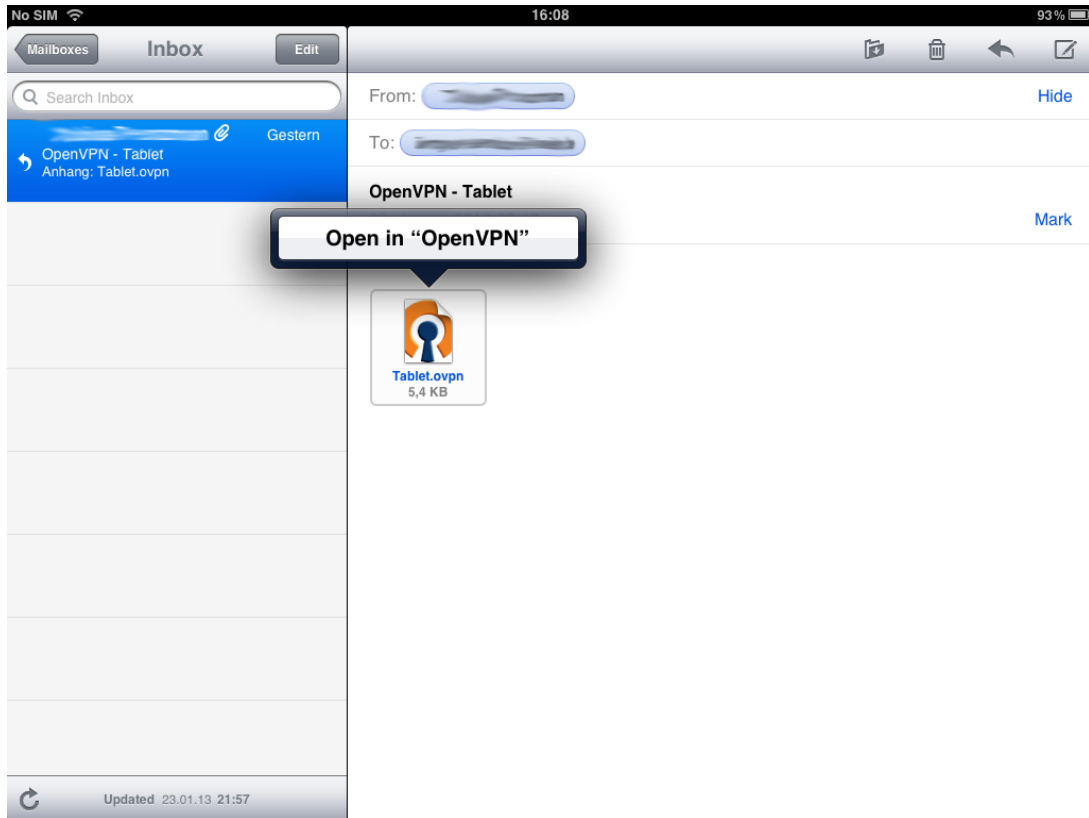 No SIM 16:08 93%
Mailboxes Inbox Edit
Search Inbox
Gestern
OpenVPN - Tablet
Anhang: Tablet.ovpn
From: Hide
To:
OpenVPN - Tablet
Mark
Open in “OpenVPN”
Tablet.ovpn
5,4 KB
Updated 23.01.13 21:57